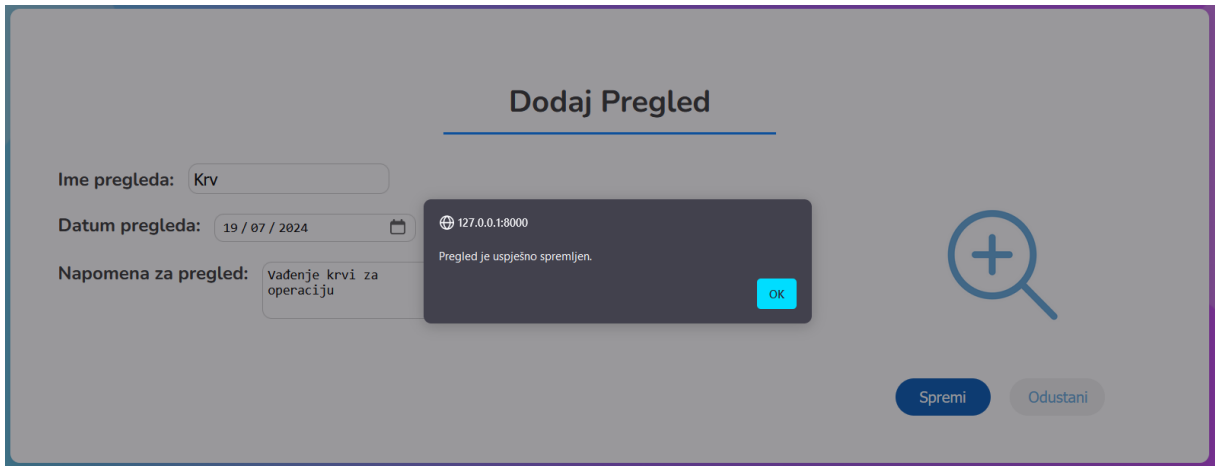 Dodaj Pregled
Ime pregleda: Krv
Datum pregleda: 19 / 07 / 2024
127.0.0.1:8000
Pregled je uspješno spremljen.
OK
Napomena za pregled: Vađenje krvi za
operaciju
Spremi Odustani